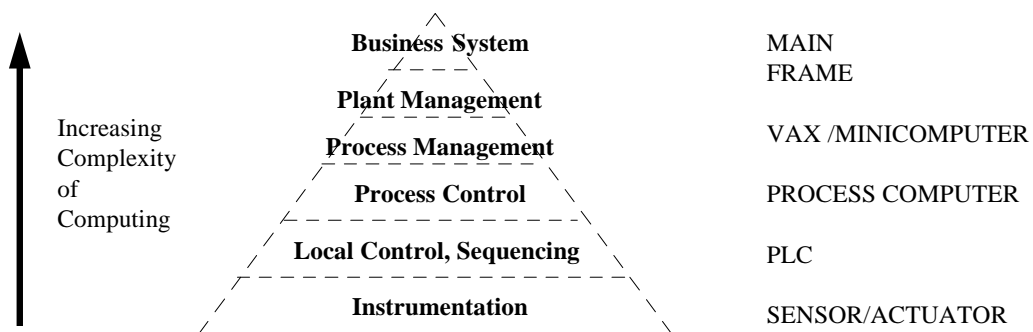 Business System
MAIN
FRAME
Plant Management
Increasing
Complexity
of
Computing
VAX /MINICOMPUTER
Process Management
Process Control
PROCESS COMPUTER
Local Control, Sequencing
PLC
Instrumentation
SENSOR/ACTUATOR